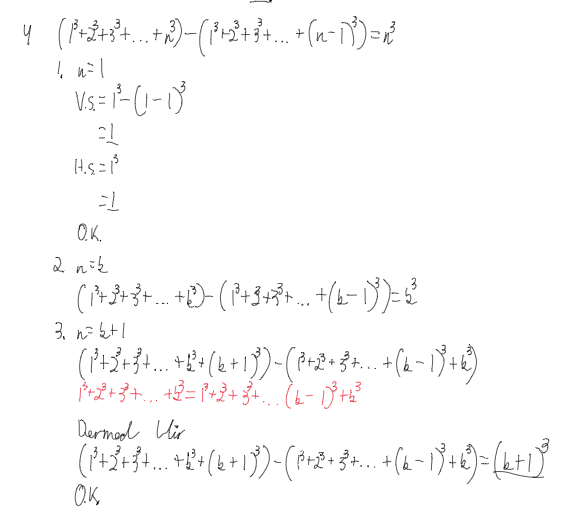 4 (1³+2³+3³+...+n³)-(1³+2³+3³+...+(n-1)³)=n³
1. n=1
V.S.=1³-(1-1)³
=1
H.S=1³
=1
O.K.
2 n=k
(1³+2³+3³+...+k³)-(1³+2³+3³+...+(k-1)³)=k³
3. n=k+1
(1³+2³+3³+...+k³+(k+1)³)-(1³+2³+3³+...+(k-1)³+k³)
1³+2³+3³+...+k³=1³+2³+3³+...(k-1)³+k³
Dermed blir
(1³+2³+3³+...+k³+(k+1)³)-(1³+2³+3³+...+(k-1)³+k³)=(k+1)³
O.K,